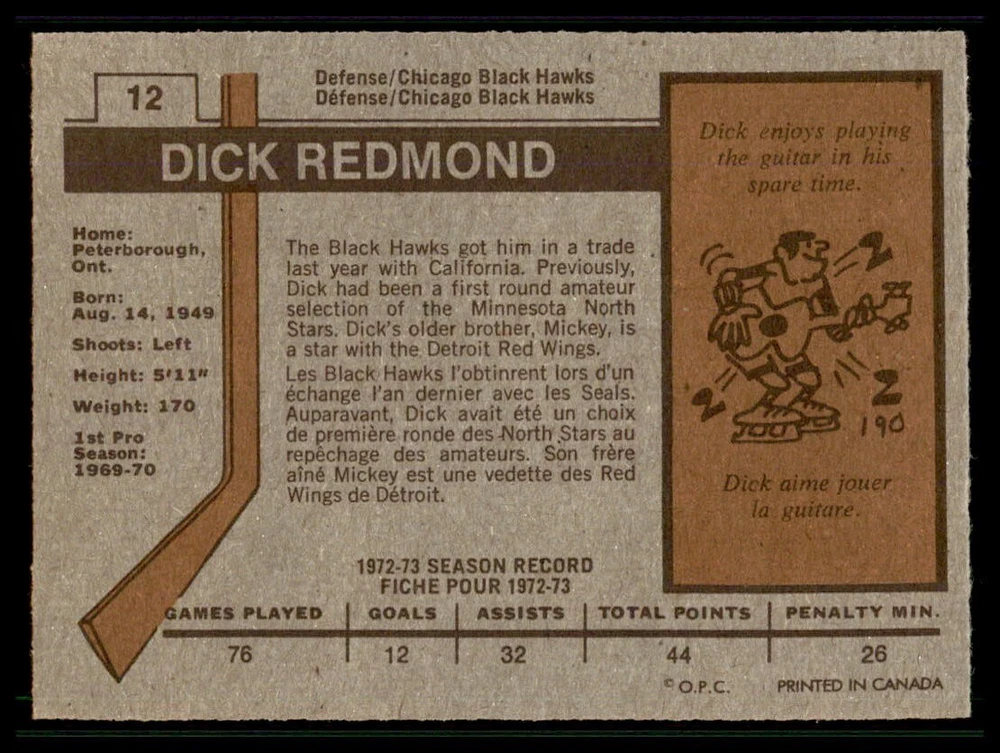 12
Defense/Chicago Black Hawks
Défense/Chicago Black Hawks
DICK REDMOND
Home:
Peterborough,
Ont.
Born:
Aug. 14, 1949
Shoots: Left
Height: 5'11"
Weight: 170
1st Pro
Season:
1969-70
The Black Hawks got him in a trade
last year with California. Previously,
Dick had been a first round amateur
selection of the Minnesota North
Stars. Dick's older brother, Mickey, is
a star with the Detroit Red Wings.
Les Black Hawks l'obtinrent lors d'un
échange l'an dernier avec les Seals.
Auparavant, Dick avait été un choix
de première ronde des North Stars au
repêchage des amateurs. Son frère
aîné Mickey est une vedette des Red
Wings de Détroit.
Dick enjoys playing
the guitar in his
spare time.
Z
Z
Z
190
Dick aime jouer
la guitare.
1972-73 SEASON RECORD
FICHE POUR 1972-73
GAMES PLAYED GOALS ASSISTS TOTAL POINTS PENALTY MIN.
76 12 32 44 26
© O.P.C. PRINTED IN CANADA